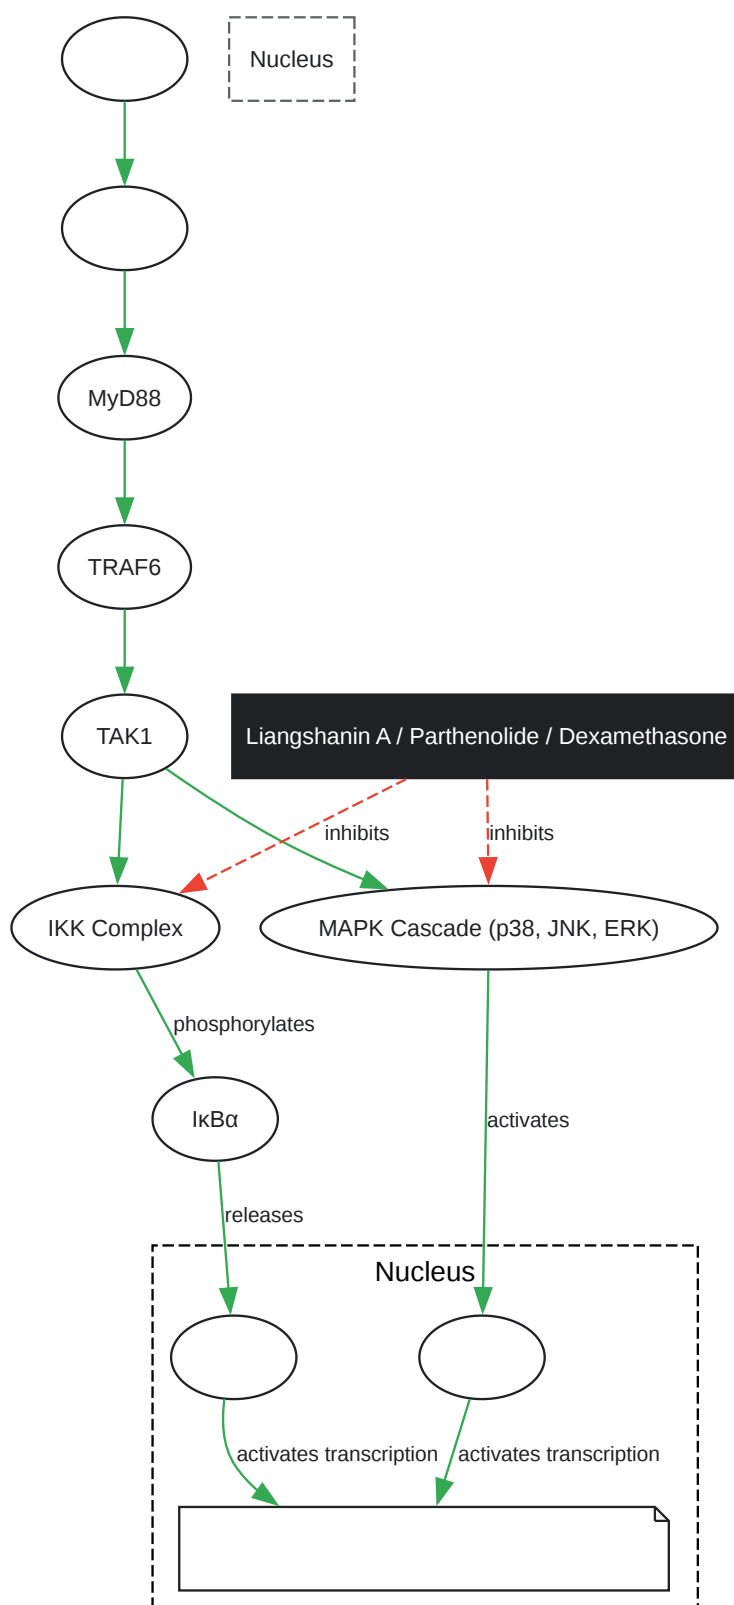 Nucleus
MyD88
TRAF6
TAK1
Liangshanin A / Parthenolide / Dexamethasone
inhibits
inhibits
IKK Complex
MAPK Cascade (p38, JNK, ERK)
phosphorylates
IκBα
activates
releases
Nucleus
activates transcription
activates transcription